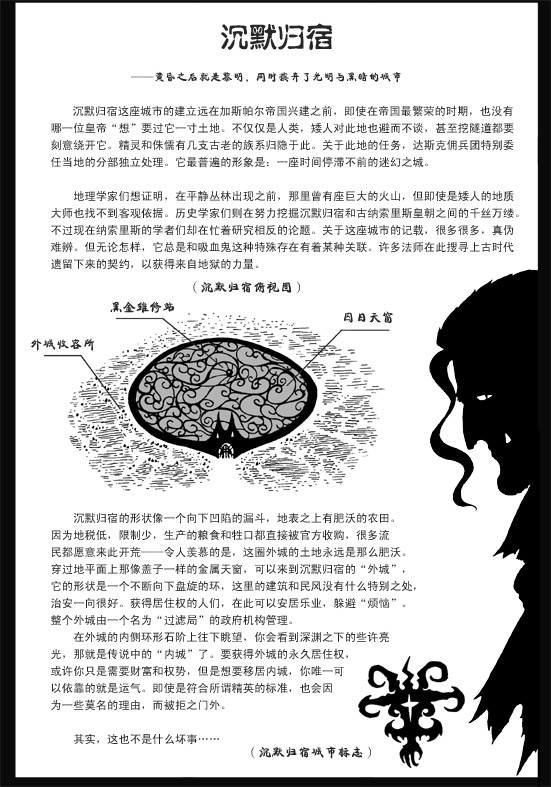 沉默归宿
——黄昏之后就是黎明，同时撕开了光明与黑暗的城市
沉默归宿这座城市的建立远在加斯帕尔帝国兴建之前，即使在帝国最繁荣的时期，也没有
哪一位皇帝“想”要过它一寸土地。不仅仅是人类，矮人对此地也避而不谈，甚至挖隧道都要
刻意绕开它。精灵和侏儒有几支古老的族系归隐于此。关于此地的任务，达斯克佣兵团特别委
任当地的分部独立处理。它最普遍的形象是：一座时间停滞不前的迷幻之城。
地理学家们想证明，在平静丛林出现之前，那里曾有座巨大的火山，但即使是矮人的地质
大师也找不到客观依据。历史学家们则在努力挖掘沉默归宿和古纳索里斯皇朝之间的千丝万缕。
不过现在纳索里斯的学者们却在忙着研究相反的论题。关于这座城市的记载，很多很多，真伪
难辨。但无论怎样，它总是和吸血鬼这种特殊存在有着某种关联。许多法师在此搜寻上古时代
遗留下来的契约，以获得来自地狱的力量。
（沉默归宿俯视图）
黑金维修站
月日天窗
外城收容所
沉默归宿的形状像一个向下凹陷的漏斗，地表之上有肥沃的农田。
因为地税低，限制少，生产的粮食和牲口都直接被官方收购，很多流
民都愿意来此开荒——令人羡慕的是，这圈外城的土地永远是那么肥沃。
穿过地平面上那像盖子一样的金属天窗，可以来到沉默归宿的“外城”，
它的形状是一个不断向下盘旋的环，这里的建筑和民风没有什么特别之处，
治安一向很好。获得居住权的人们，在此可以安居乐业，躲避“烦恼”。
整个外城由一个名为“过滤局”的政府机构管理。
在外城的内侧环形石阶上往下眺望，你会看到深渊之下的些许亮
光，那就是传说中的“内城”了。要获得外城的永久居住权，
或许你只是需要财富和权势，但是想要移居内城，你唯一可
以依靠的就是运气。即使是符合所谓精英的标准，也会因
为一些莫名的理由，而被拒之门外。
其实，这也不是什么坏事……
（沉默归宿城市标志）